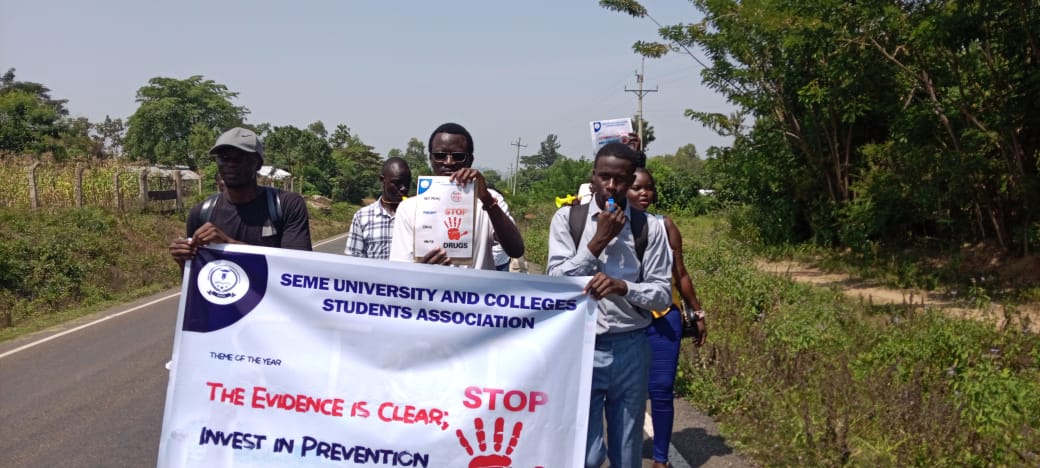 STOP
DRUGS
SEME UNIVERSITY AND COLLEGES
STUDENTS ASSOCIATION
THEME OF THE YEAR
THE EVIDENCE IS CLEAR;
INVEST IN PREVENTION
STOP